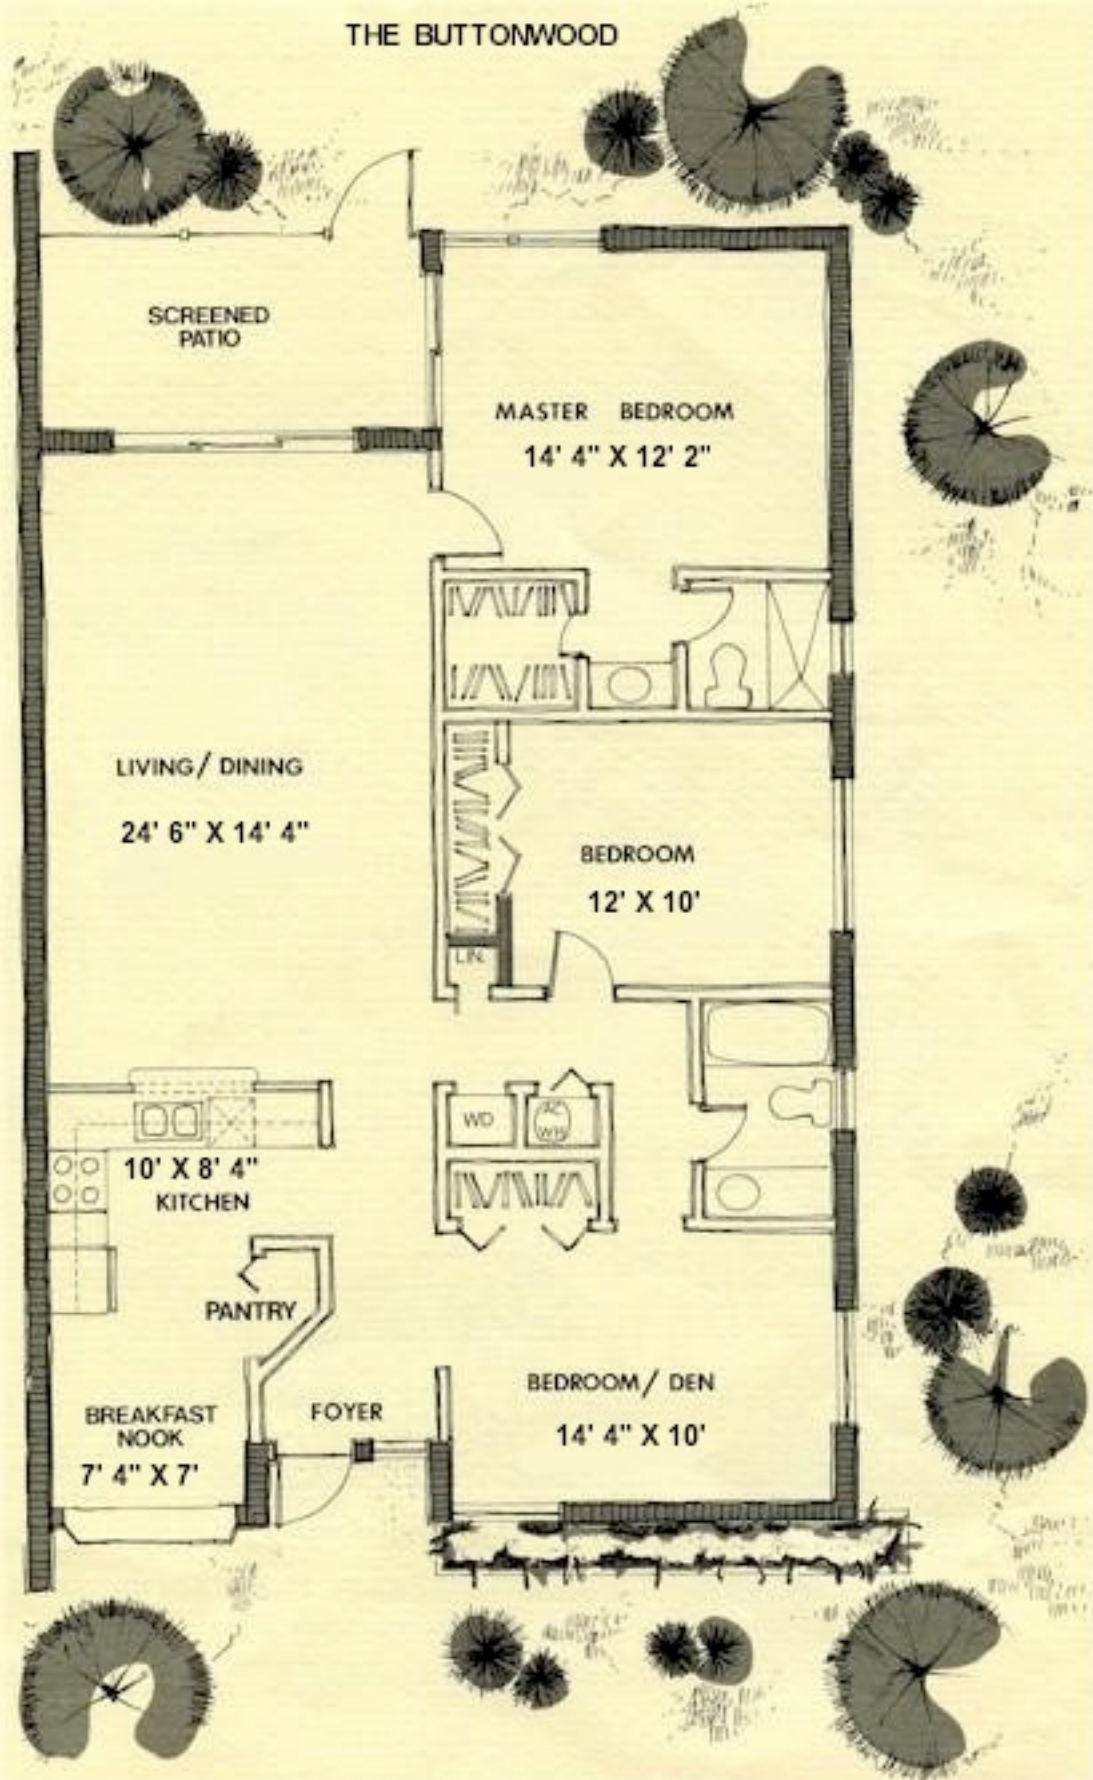 THE BUTTONWOOD
SCREENED
PATIO
MASTER BEDROOM
14' 4" X 12' 2"
LIVING/ DINING
24' 6" X 14' 4"
BEDROOM
12' X 10'
LIN.
WD
AC
WH
10' X 8' 4"
KITCHEN
PANTRY
BEDROOM/ DEN
14' 4" X 10'
FOYER
BREAKFAST
NOOK
7' 4" X 7'